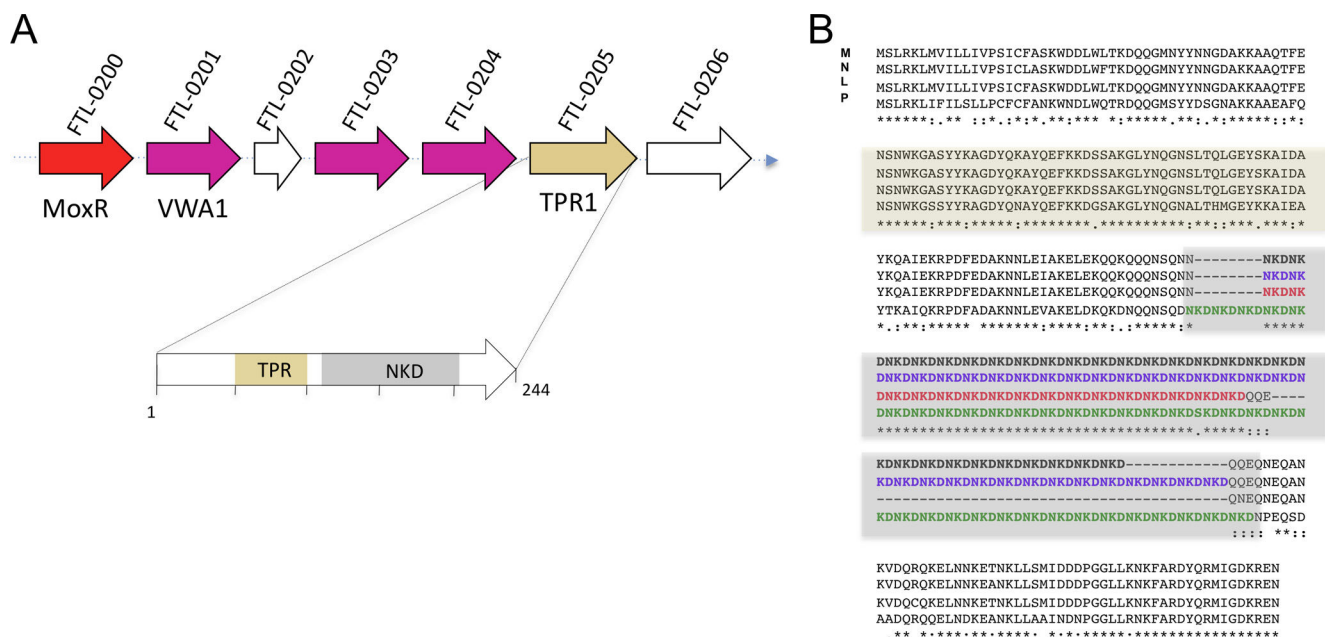 A
B
FTL-0200
FTL-0201
FTL-0202
FTL-0203
FTL-0204
FTL-0205
FTL-0206
MoxR
VWA1
TPR1
TPR
NKD
1
244
M
N
L
P
MSLRKLMVILLIVPSICFASKWDDLWLTKDQQGMNYYNNGDAKKAAQTFE
MSLRKLMVILLIVPSICLASKWDDLWFTKDQQGMNYYNNGDAKKAAQTFE
MSLRKLMVILLIVPSICFASKWDDLWLTKDQQGMNYYNNGDAKKAAQTFE
MSLRKLIFILSLLPCFCFANKWNDLWQTRDQQGMSYYDSGNAKKAAEAFQ
NSNWKGASYYKAGDYQKAYQEFKKDSSAKGLYNQGNSLTQLGEYSKAIDA
NSNWKGASYYKAGDYQKAYQEFKKDSSAKGLYNQGNSLTQLGEYSKAIDA
NSNWKGASYYKAGDYQKAYQEFKKDSSAKGLYNQGNSLTQLGEYSKAIDA
NSNWKGSSYYRAGDYQNAYQEFKKDGSAKGLYNQGNALTHMGEYKKAIEA
YKQAIEKRPDFEDAKNNLEIAKELEKQQKQQQNSQNN--------NKDNK
YKQAIEKRPDFEDAKNNLEIAKELEKQQKQQQNSQNN--------NKDNK
YKQAIEKRPDFEDAKNNLEIAKELEKQQKNQQNSQNN--------NKDNK
YTKAIQKRPDFADAKNNLEVAKELDKQKDNQQNSQDNKDNKDNKDNKDNK
DNKDNKDNKDNKDNKDNKDNKDNKDNKDNKDNKDNKDNKDNKDNKDNKDN
DNKDNKDNKDNKDNKDNKDNKDNKDNKDNKDNKDNKDNKDNKDNKDNKDN
DNKDNKDNKDNKDNKDNKDNKDNKDNKDNKDNKDNKDNKDNKDQQE----
DNKDNKDNKDNKDNKDNKDNKDNKDNKDNKDNKDNKDSKDNKDNKDNKDN
*************************************.*****:::
KDNKDNKDNKDNKDNKDNKDNKDNKDNKD------------QQEQNEQAN
KDNKDNKDNKDNKDNKDNKDNKDNKDNKDNKDNKDNKDNKDQQEQNEQAN
-----------------------------------------QNEQNEQAN
KDNKDNKDNKDNKDNKDNKDNKDNKDNKDNKDNKDNKDNKDNKDNPEQSD
:::: **::
KVDQRQKELNNKETNKLLSMIDDDPGGLLKNKFARDYQRMIGDKREN
KVDQRQKELNNKEANKLLSMIDDDPGGLLKNKFARDYQRMIGDKREN
KVDQCQKELNNKETNKLLSMIDDDPGGLLKNKFARDYQRMIGDKREN
AADQRQQELNDKEANKLLAAINDNPGGLLKNKFARDYQRMIGDKREN